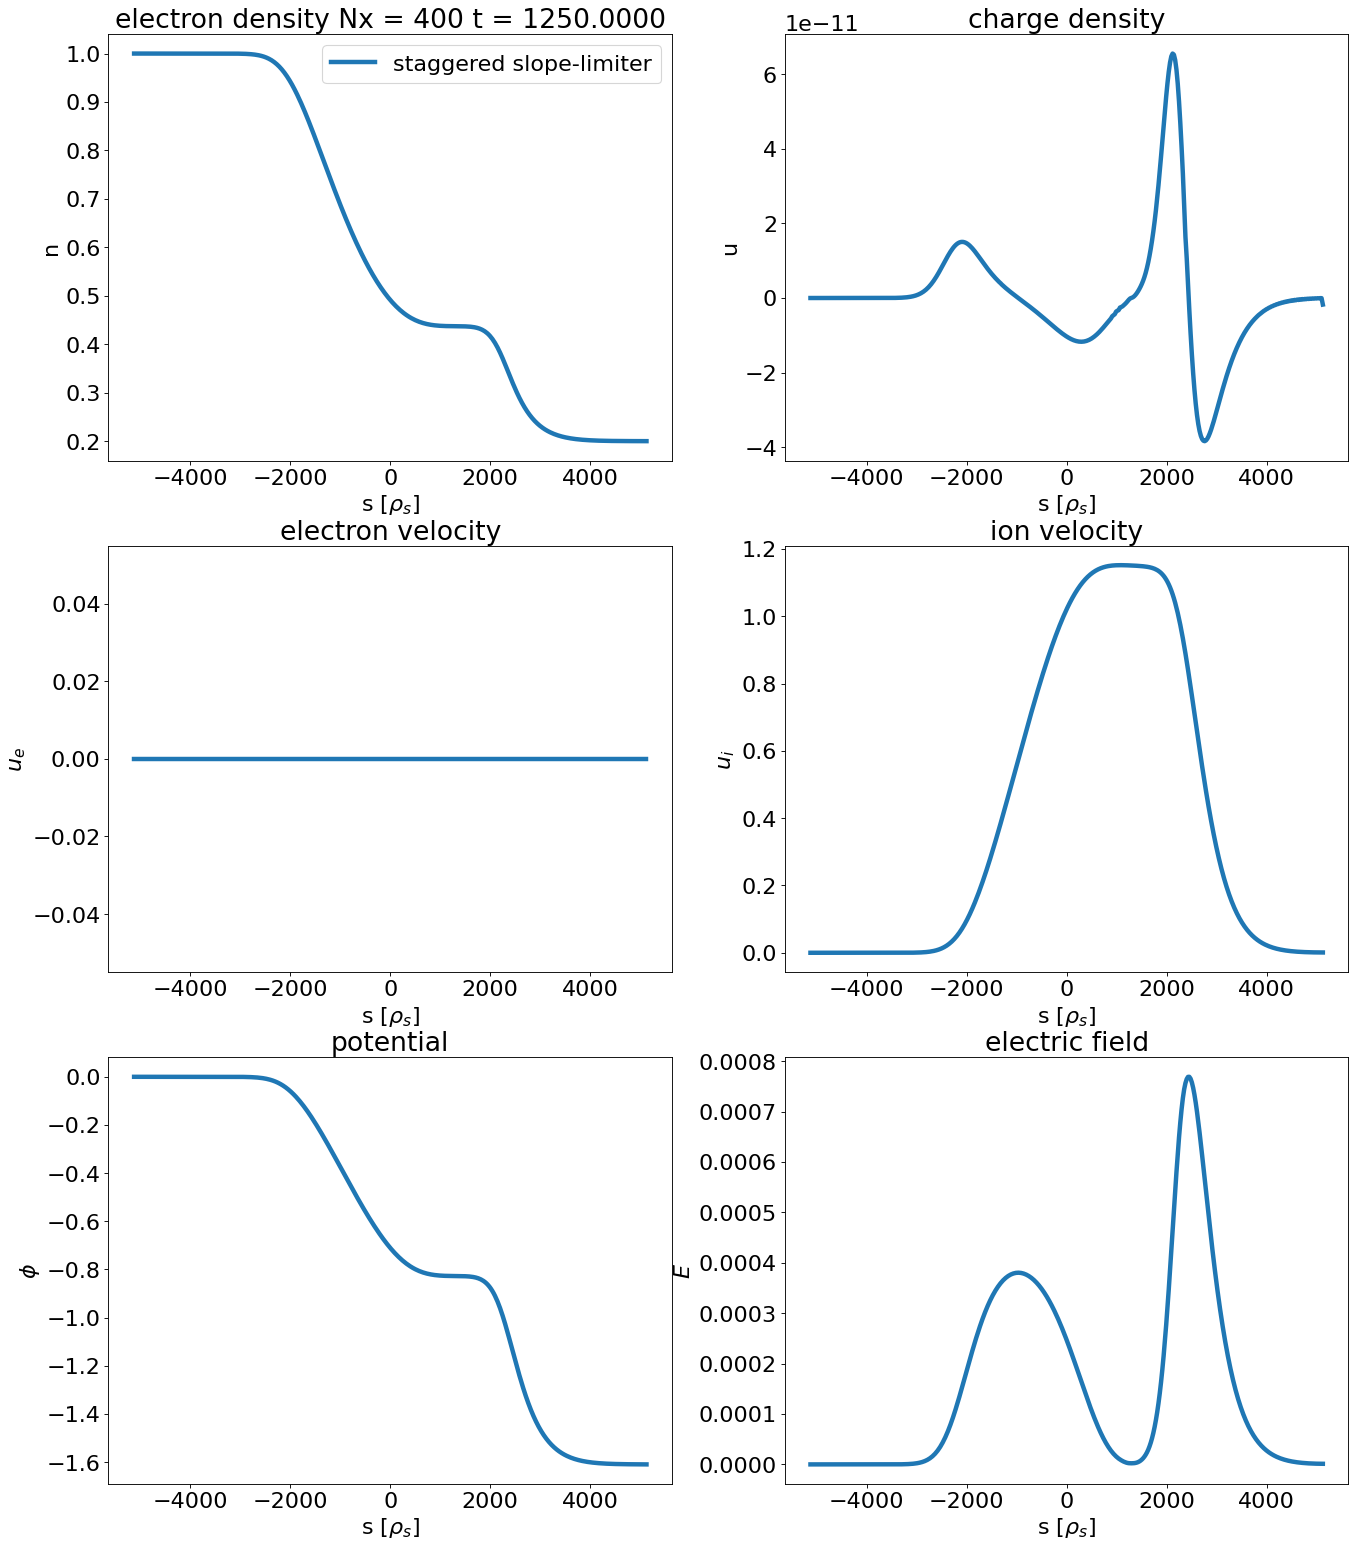 electron density Nx = 400 t = 1250.0000
staggered slope-limiter
n
1.0
0.9
0.8
0.7
0.6
0.5
0.4
0.3
0.2
−4000 −2000 0 2000 4000
s [ρₛ]
charge density
1e−11
u
6
4
2
0
−2
−4
−4000 −2000 0 2000 4000
s [ρₛ]
electron velocity
uₑ
0.04
0.02
0.00
−0.02
−0.04
−4000 −2000 0 2000 4000
s [ρₛ]
ion velocity
uᵢ
1.2
1.0
0.8
0.6
0.4
0.2
0.0
−4000 −2000 0 2000 4000
s [ρₛ]
potential
ϕ
0.0
−0.2
−0.4
−0.6
−0.8
−1.0
−1.2
−1.4
−1.6
−4000 −2000 0 2000 4000
s [ρₛ]
electric field
E
0.0008
0.0007
0.0006
0.0005
0.0004
0.0003
0.0002
0.0001
0.0000
−4000 −2000 0 2000 4000
s [ρₛ]